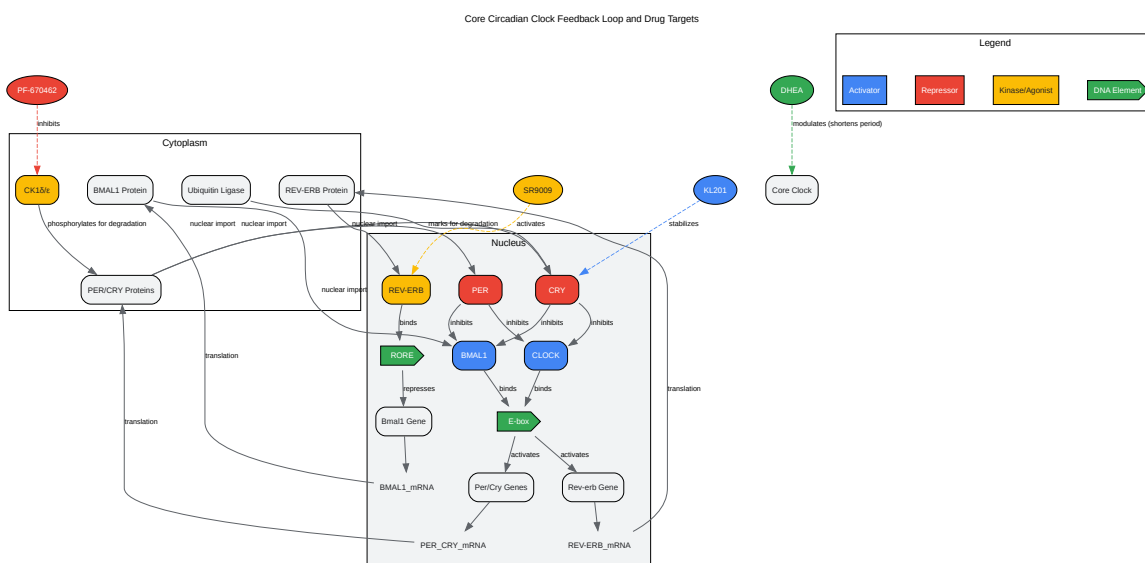 Core Circadian Clock Feedback Loop and Drug Targets
Legend
Activator
Repressor
Kinase/Agonist
DNA Element
PF-670462
DHEA
inhibits
modulates (shortens period)
Cytoplasm
CK1δ/ε
BMAL1 Protein
Ubiquitin Ligase
REV-ERB Protein
SR9009
KL201
Core Clock
phosphorylates for degradation
nuclear import
nuclear import
nuclear import
marks for degradation
activates
stabilizes
Nucleus
PER/CRY Proteins
nuclear import
REV-ERB
PER
CRY
binds
inhibits
inhibits
inhibits
inhibits
RORE
BMAL1
CLOCK
translation
represses
binds
binds
translation
translation
Bmal1 Gene
E-box
activates
activates
BMAL1_mRNA
Per/Cry Genes
Rev-erb Gene
PER_CRY_mRNA
REV-ERB_mRNA